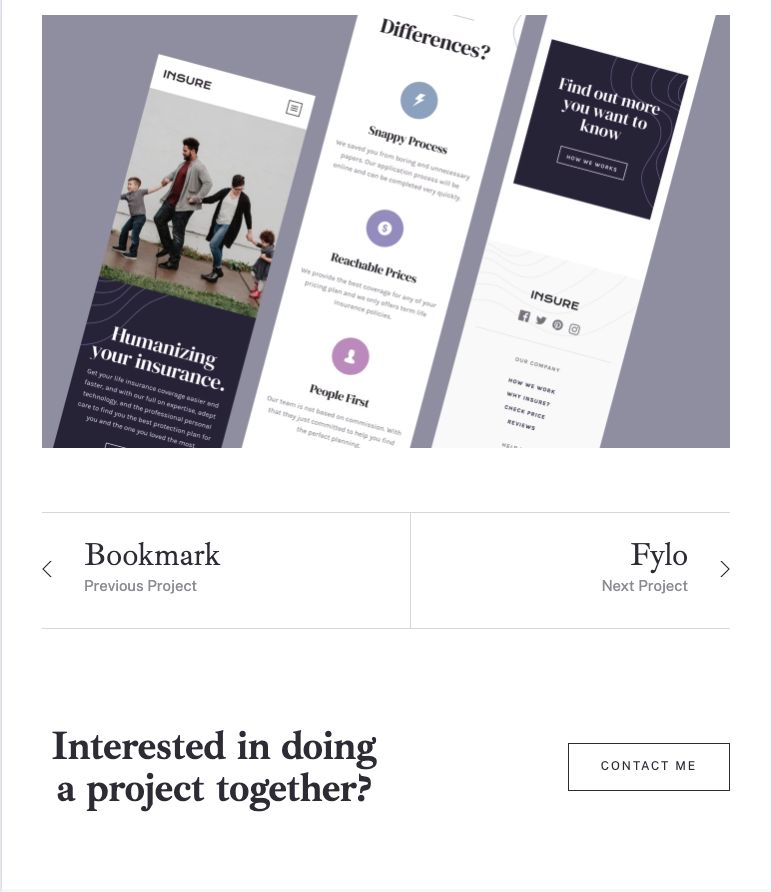 INSURE
Humanizing
your insurance.
Get your life insurance coverage easier and
faster, and with our full on expertise, adept
technology, and the professional personal
care to find you the best protection plan for
you and the one you loved the most.
Differences?
Snappy Process
We saved you from boring and unnecessary
papers. Our application process will be
online and can be completed very quickly.
Reachable Prices
We provide the best coverage for any of your
pricing plan and we only offers term life
insurance policies.
People First
Our team is not based on commission. With
that they just committed to help you find
the perfect planning.
Find out more
you want to
know
HOW WE WORKS
INSURE
OUR COMPANY
HOW WE WORK
WHY INSURE?
CHECK PRICE
REVIEWS
Bookmark
Previous Project
Fylo
Next Project
Interested in doing
a project together?
CONTACT ME